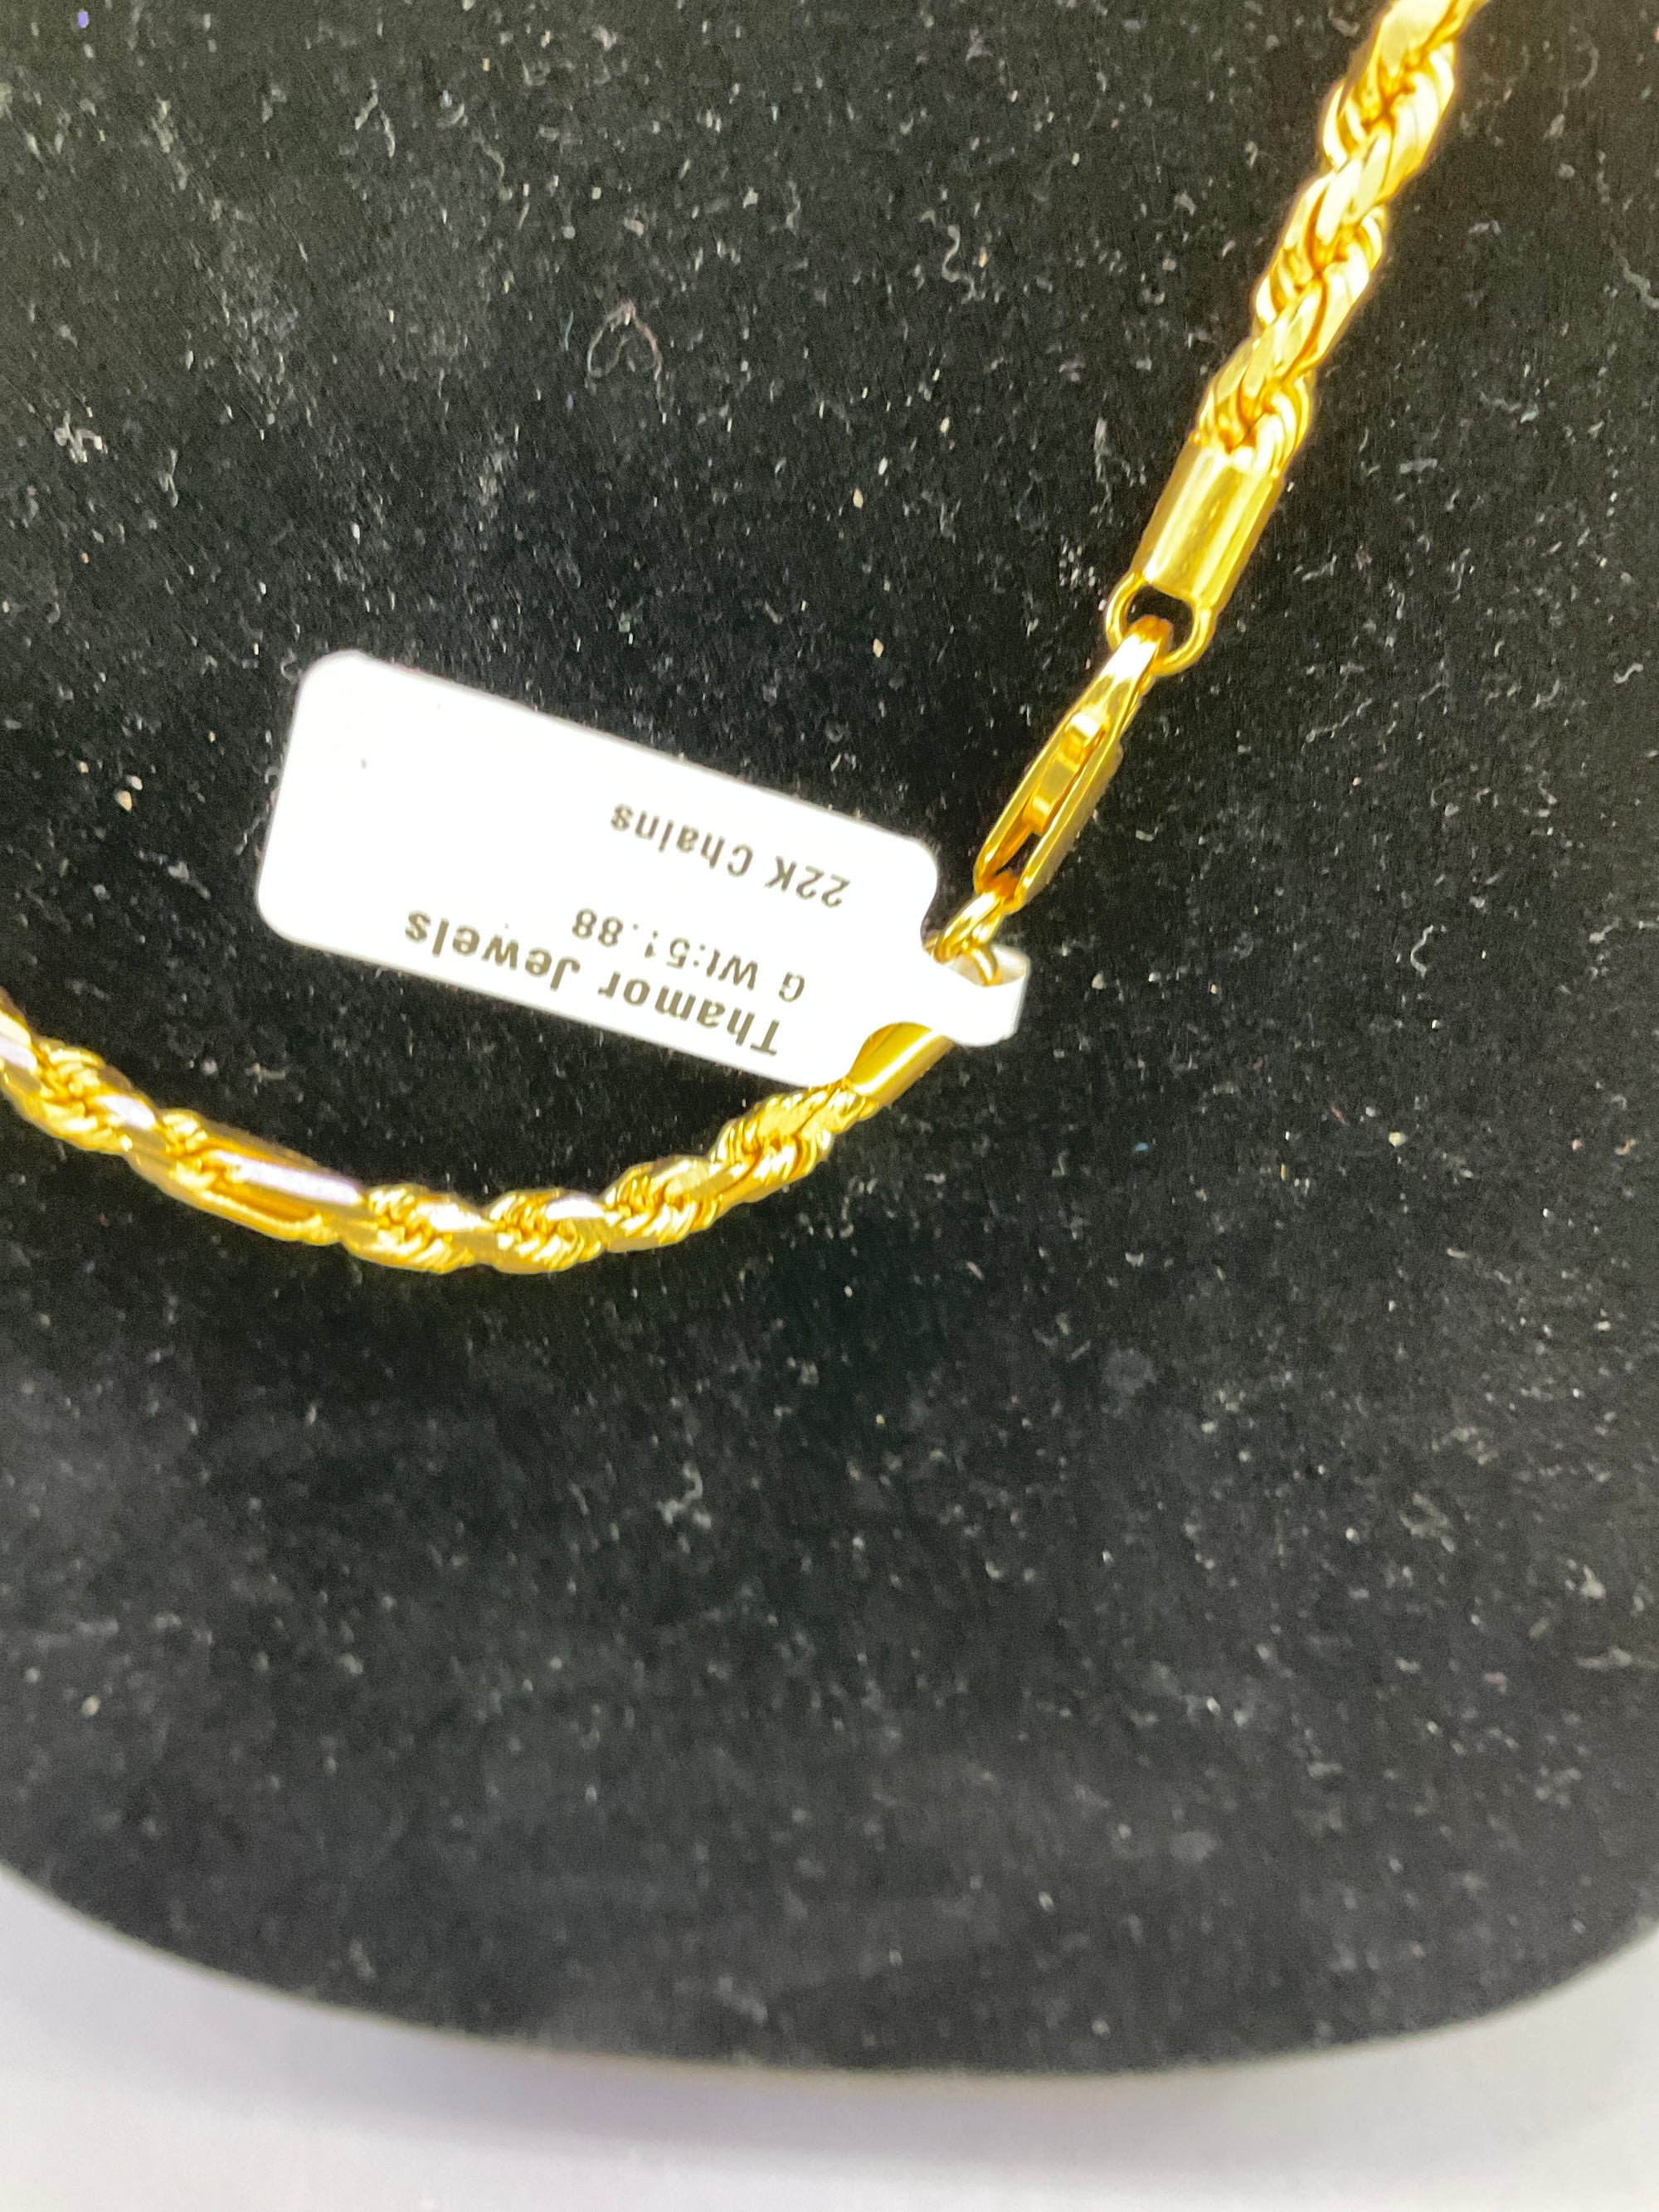 Thamor Jewels
G Wt:51.88
22K Chains